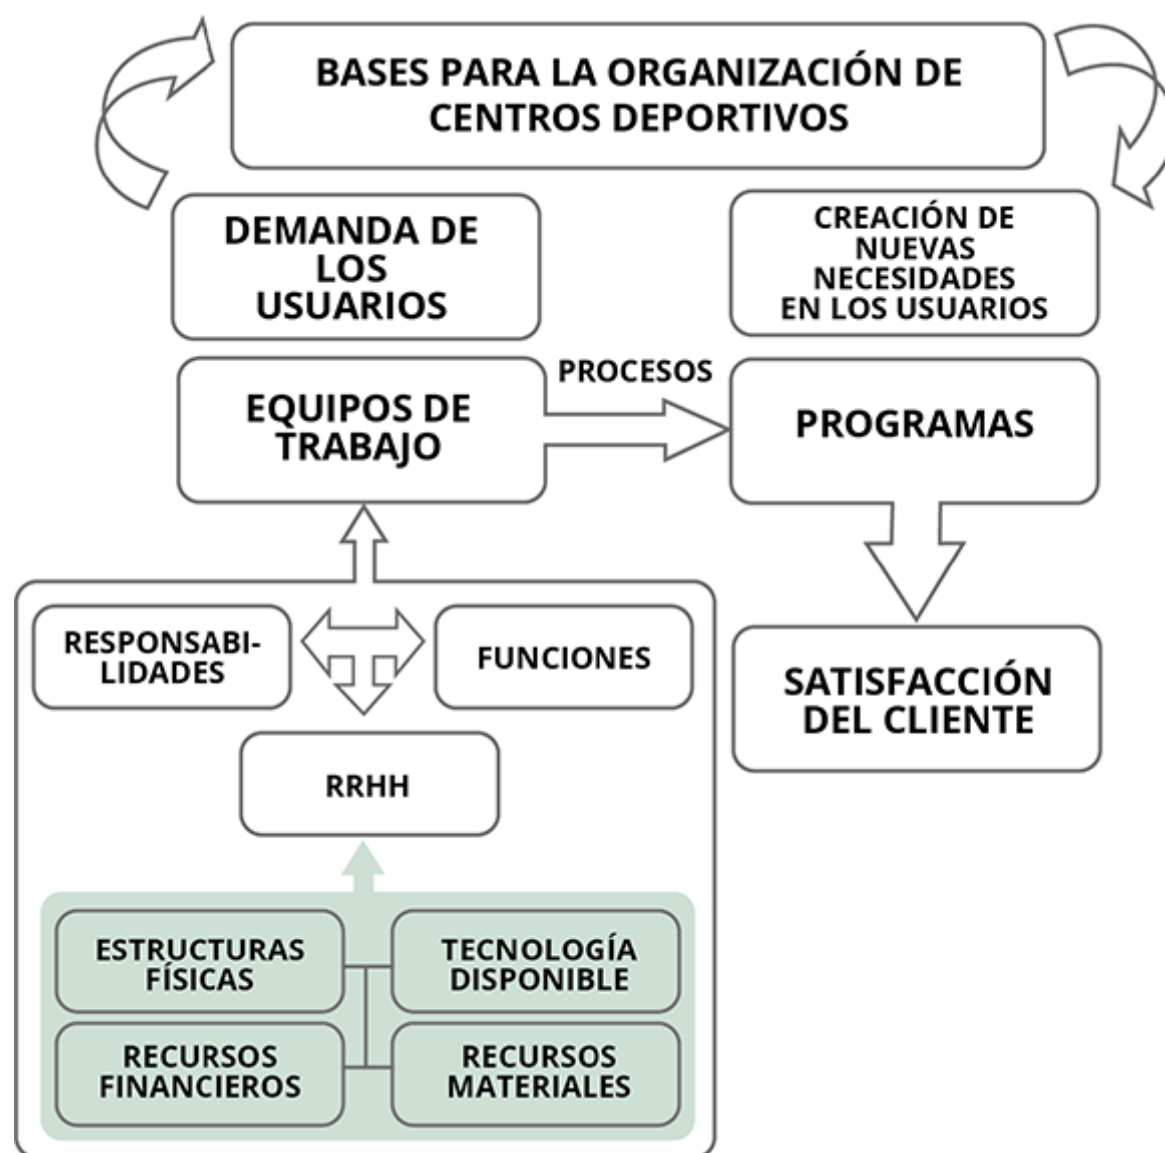 BASES PARA LA ORGANIZACIÓN DE
CENTROS DEPORTIVOS
DEMANDA DE
LOS
USUARIOS
CREACIÓN DE
NUEVAS
NECESIDADES
EN LOS USUARIOS
EQUIPOS DE
TRABAJO
PROCESOS
PROGRAMAS
RESPONSABI-
LIDADES
FUNCIONES
SATISFACCIÓN
DEL CLIENTE
RRHH
ESTRUCTURAS
FÍSICAS
TECNOLOGÍA
DISPONIBLE
RECURSOS
FINANCIEROS
RECURSOS
MATERIALES